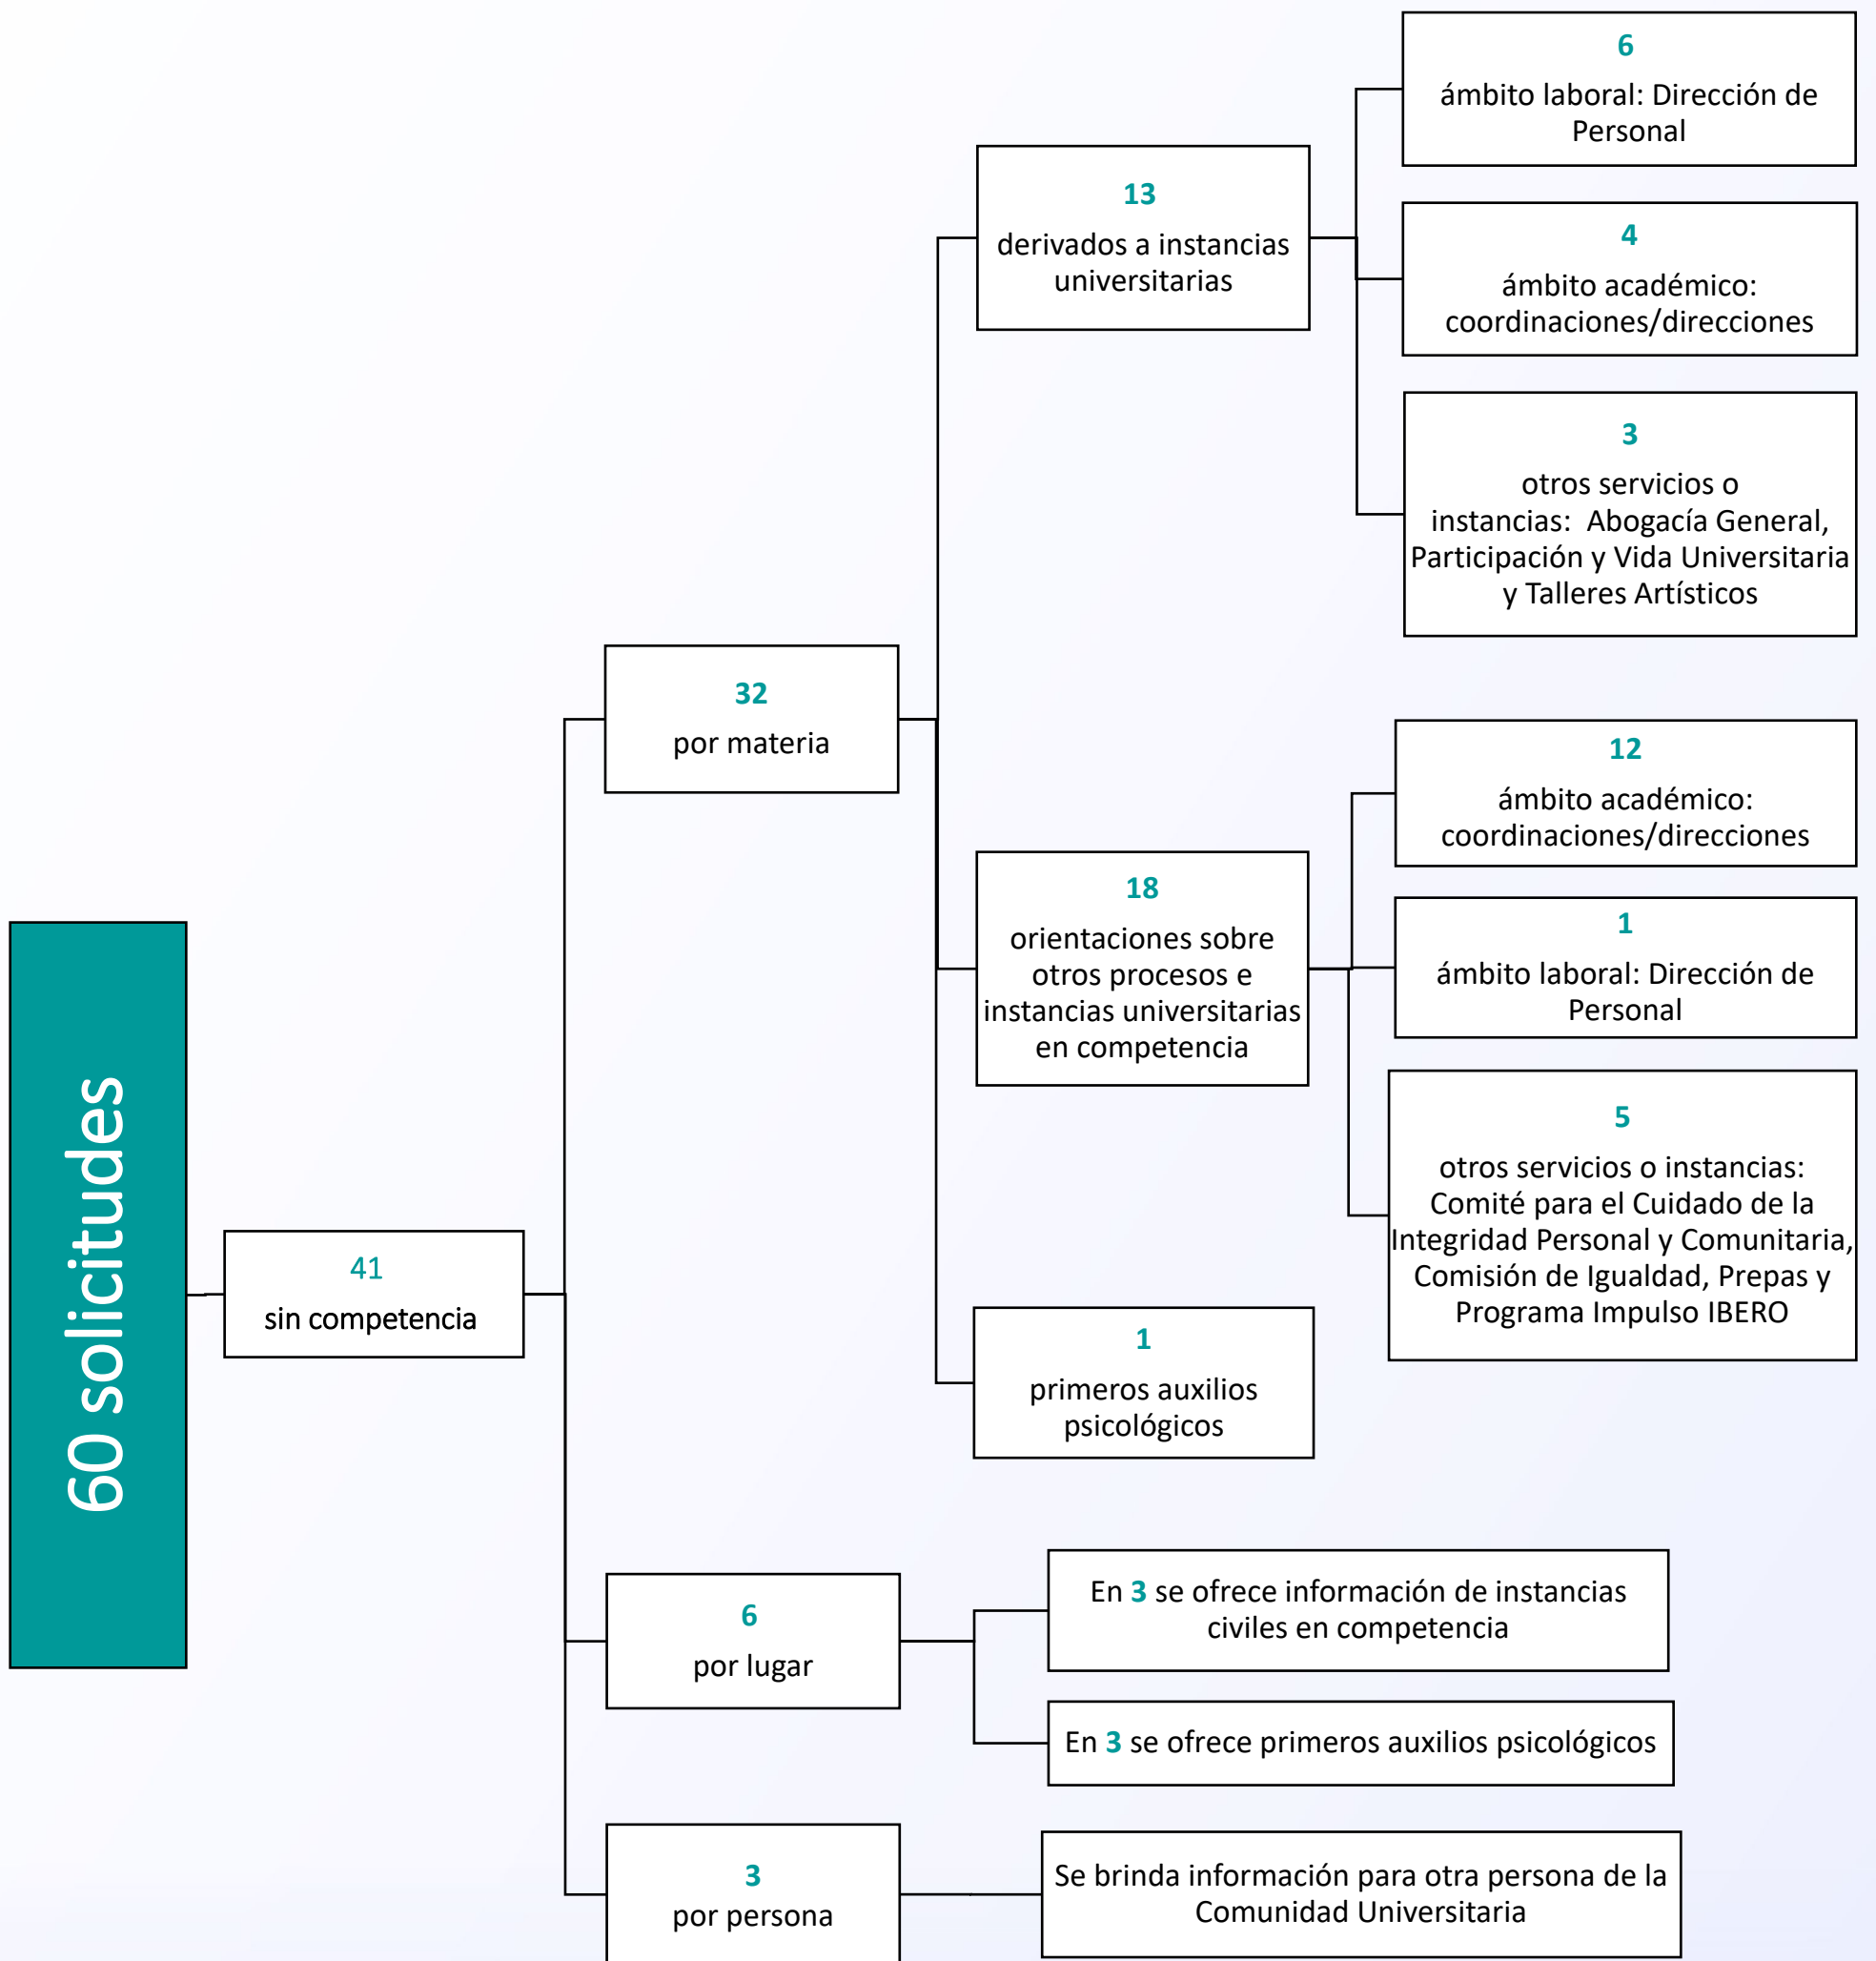 60 solicitudes
41
sin competencia
32
por materia
13
derivados a instancias
universitarias
6
ámbito laboral: Dirección de
Personal
4
ámbito académico:
coordinaciones/direcciones
3
otros servicios o
instancias:  Abogacía General,
Participación y Vida Universitaria
y Talleres Artísticos
18
orientaciones sobre
otros procesos e
instancias universitarias
en competencia
12
ámbito académico:
coordinaciones/direcciones
1
ámbito laboral: Dirección de
Personal
5
otros servicios o instancias:
Comité para el Cuidado de la
Integridad Personal y Comunitaria,
Comisión de Igualdad, Prepas y
Programa Impulso IBERO
1
primeros auxilios
psicológicos
6
por lugar
En 3 se ofrece información de instancias
civiles en competencia
En 3 se ofrece primeros auxilios psicológicos
3
por persona
Se brinda información para otra persona de la
Comunidad Universitaria